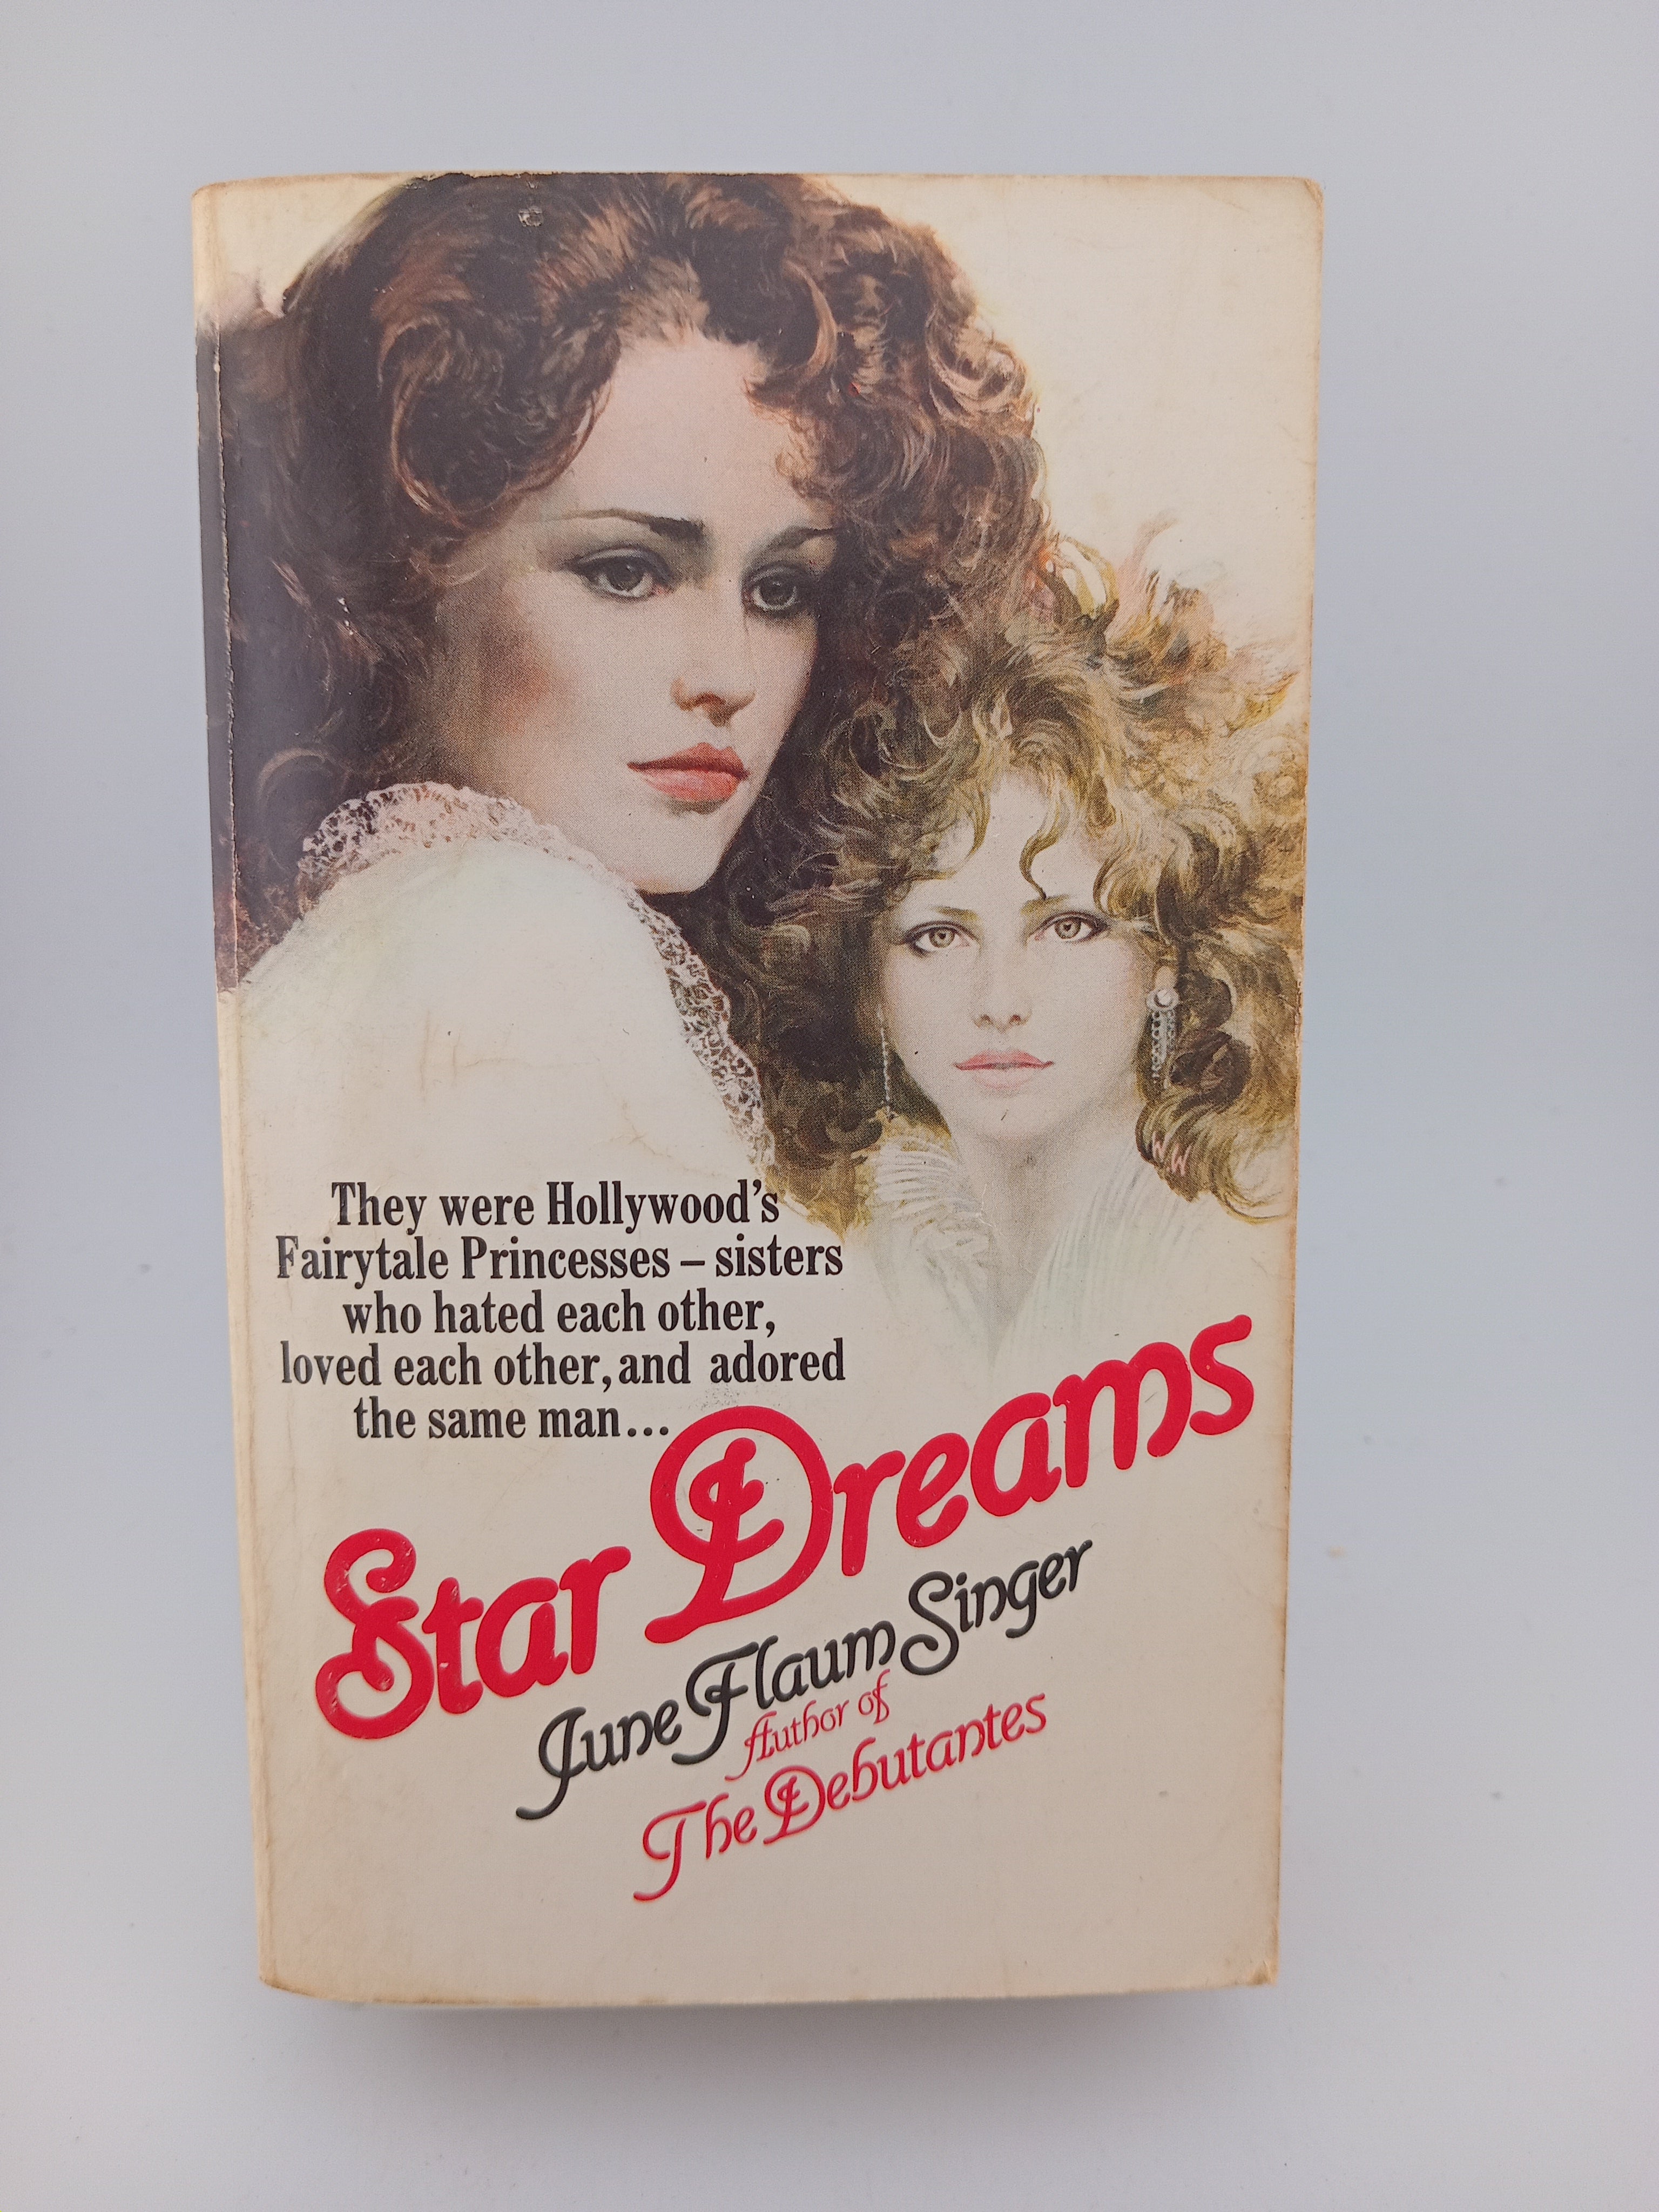 They were Hollywood's
Fairytale Princesses – sisters
who hated each other,
loved each other, and adored
the same man...
Star Dreams
June Flaum Singer
Author of
The Debutantes